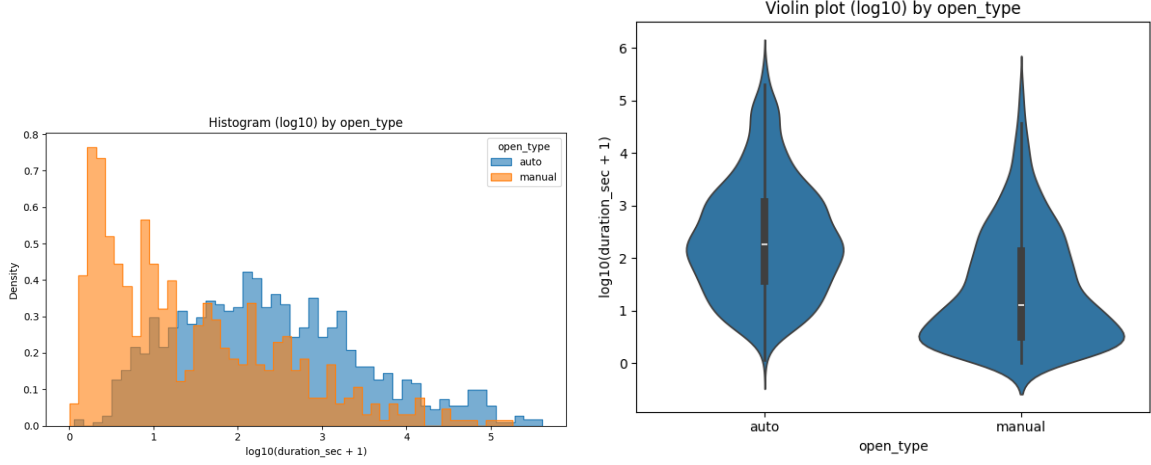 Histogram (log10) by open_type
open_type
auto
manual
Density
0.8
0.7
0.6
0.5
0.4
0.3
0.2
0.1
0.0
0
1
2
3
4
5
log10(duration_sec + 1)
Violin plot (log10) by open_type
log10(duration_sec + 1)
6
5
4
3
2
1
0
auto
manual
open_type